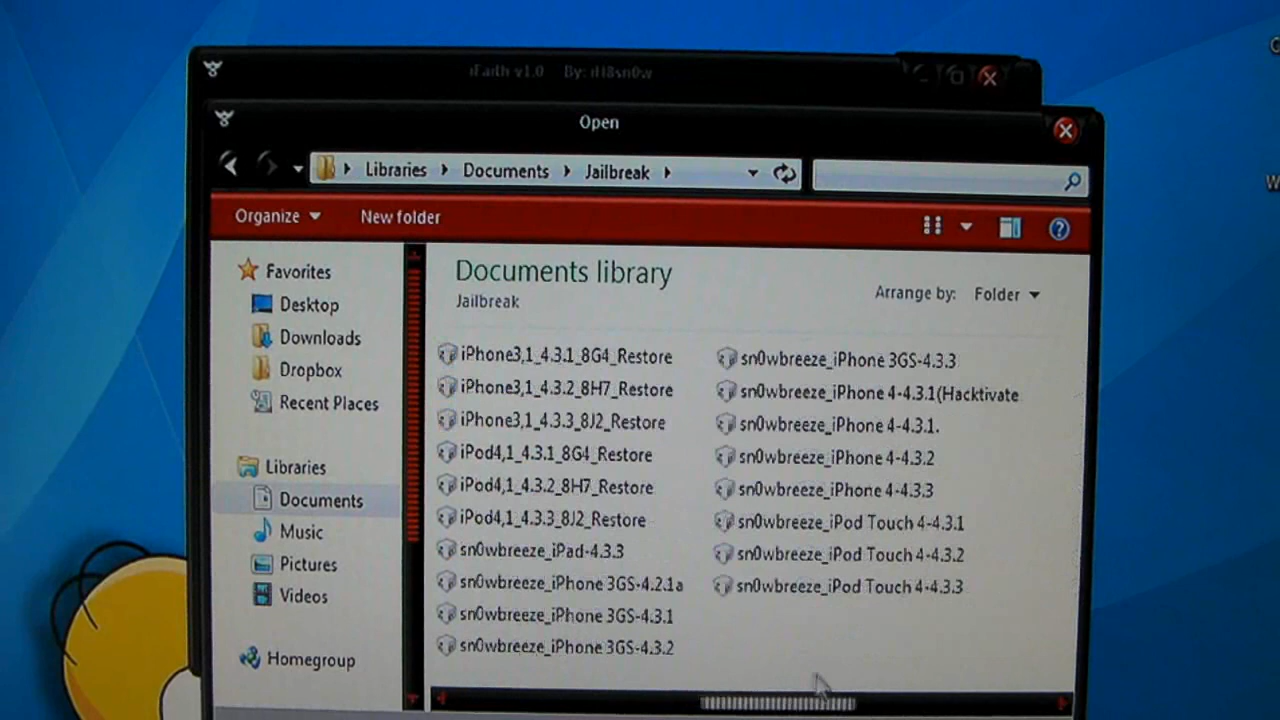 iFaith v1.0 By: iH8sn0w
Open
Libraries Documents Jailbreak
Organize New folder
Favorites
Desktop
Downloads
Dropbox
Recent Places
Libraries
Documents
Music
Pictures
Videos
Homegroup
Documents library
Jailbreak
Arrange by: Folder
iPhone3,1_4.3.1_8G4_Restore
iPhone3,1_4.3.2_8H7_Restore
iPhone3,1_4.3.3_8J2_Restore
iPod4,1_4.3.1_8G4_Restore
iPod4,1_4.3.2_8H7_Restore
iPod4,1_4.3.3_8J2_Restore
sn0wbreeze_iPad-4.3.3
sn0wbreeze_iPhone 3GS-4.2.1a
sn0wbreeze_iPhone 3GS-4.3.1
sn0wbreeze_iPhone 3GS-4.3.2
sn0wbreeze_iPhone 3GS-4.3.3
sn0wbreeze_iPhone 4-4.3.1(Hacktivate
sn0wbreeze_iPhone 4-4.3.1.
sn0wbreeze_iPhone 4-4.3.2
sn0wbreeze_iPhone 4-4.3.3
sn0wbreeze_iPod Touch 4-4.3.1
sn0wbreeze_iPod Touch 4-4.3.2
sn0wbreeze_iPod Touch 4-4.3.3